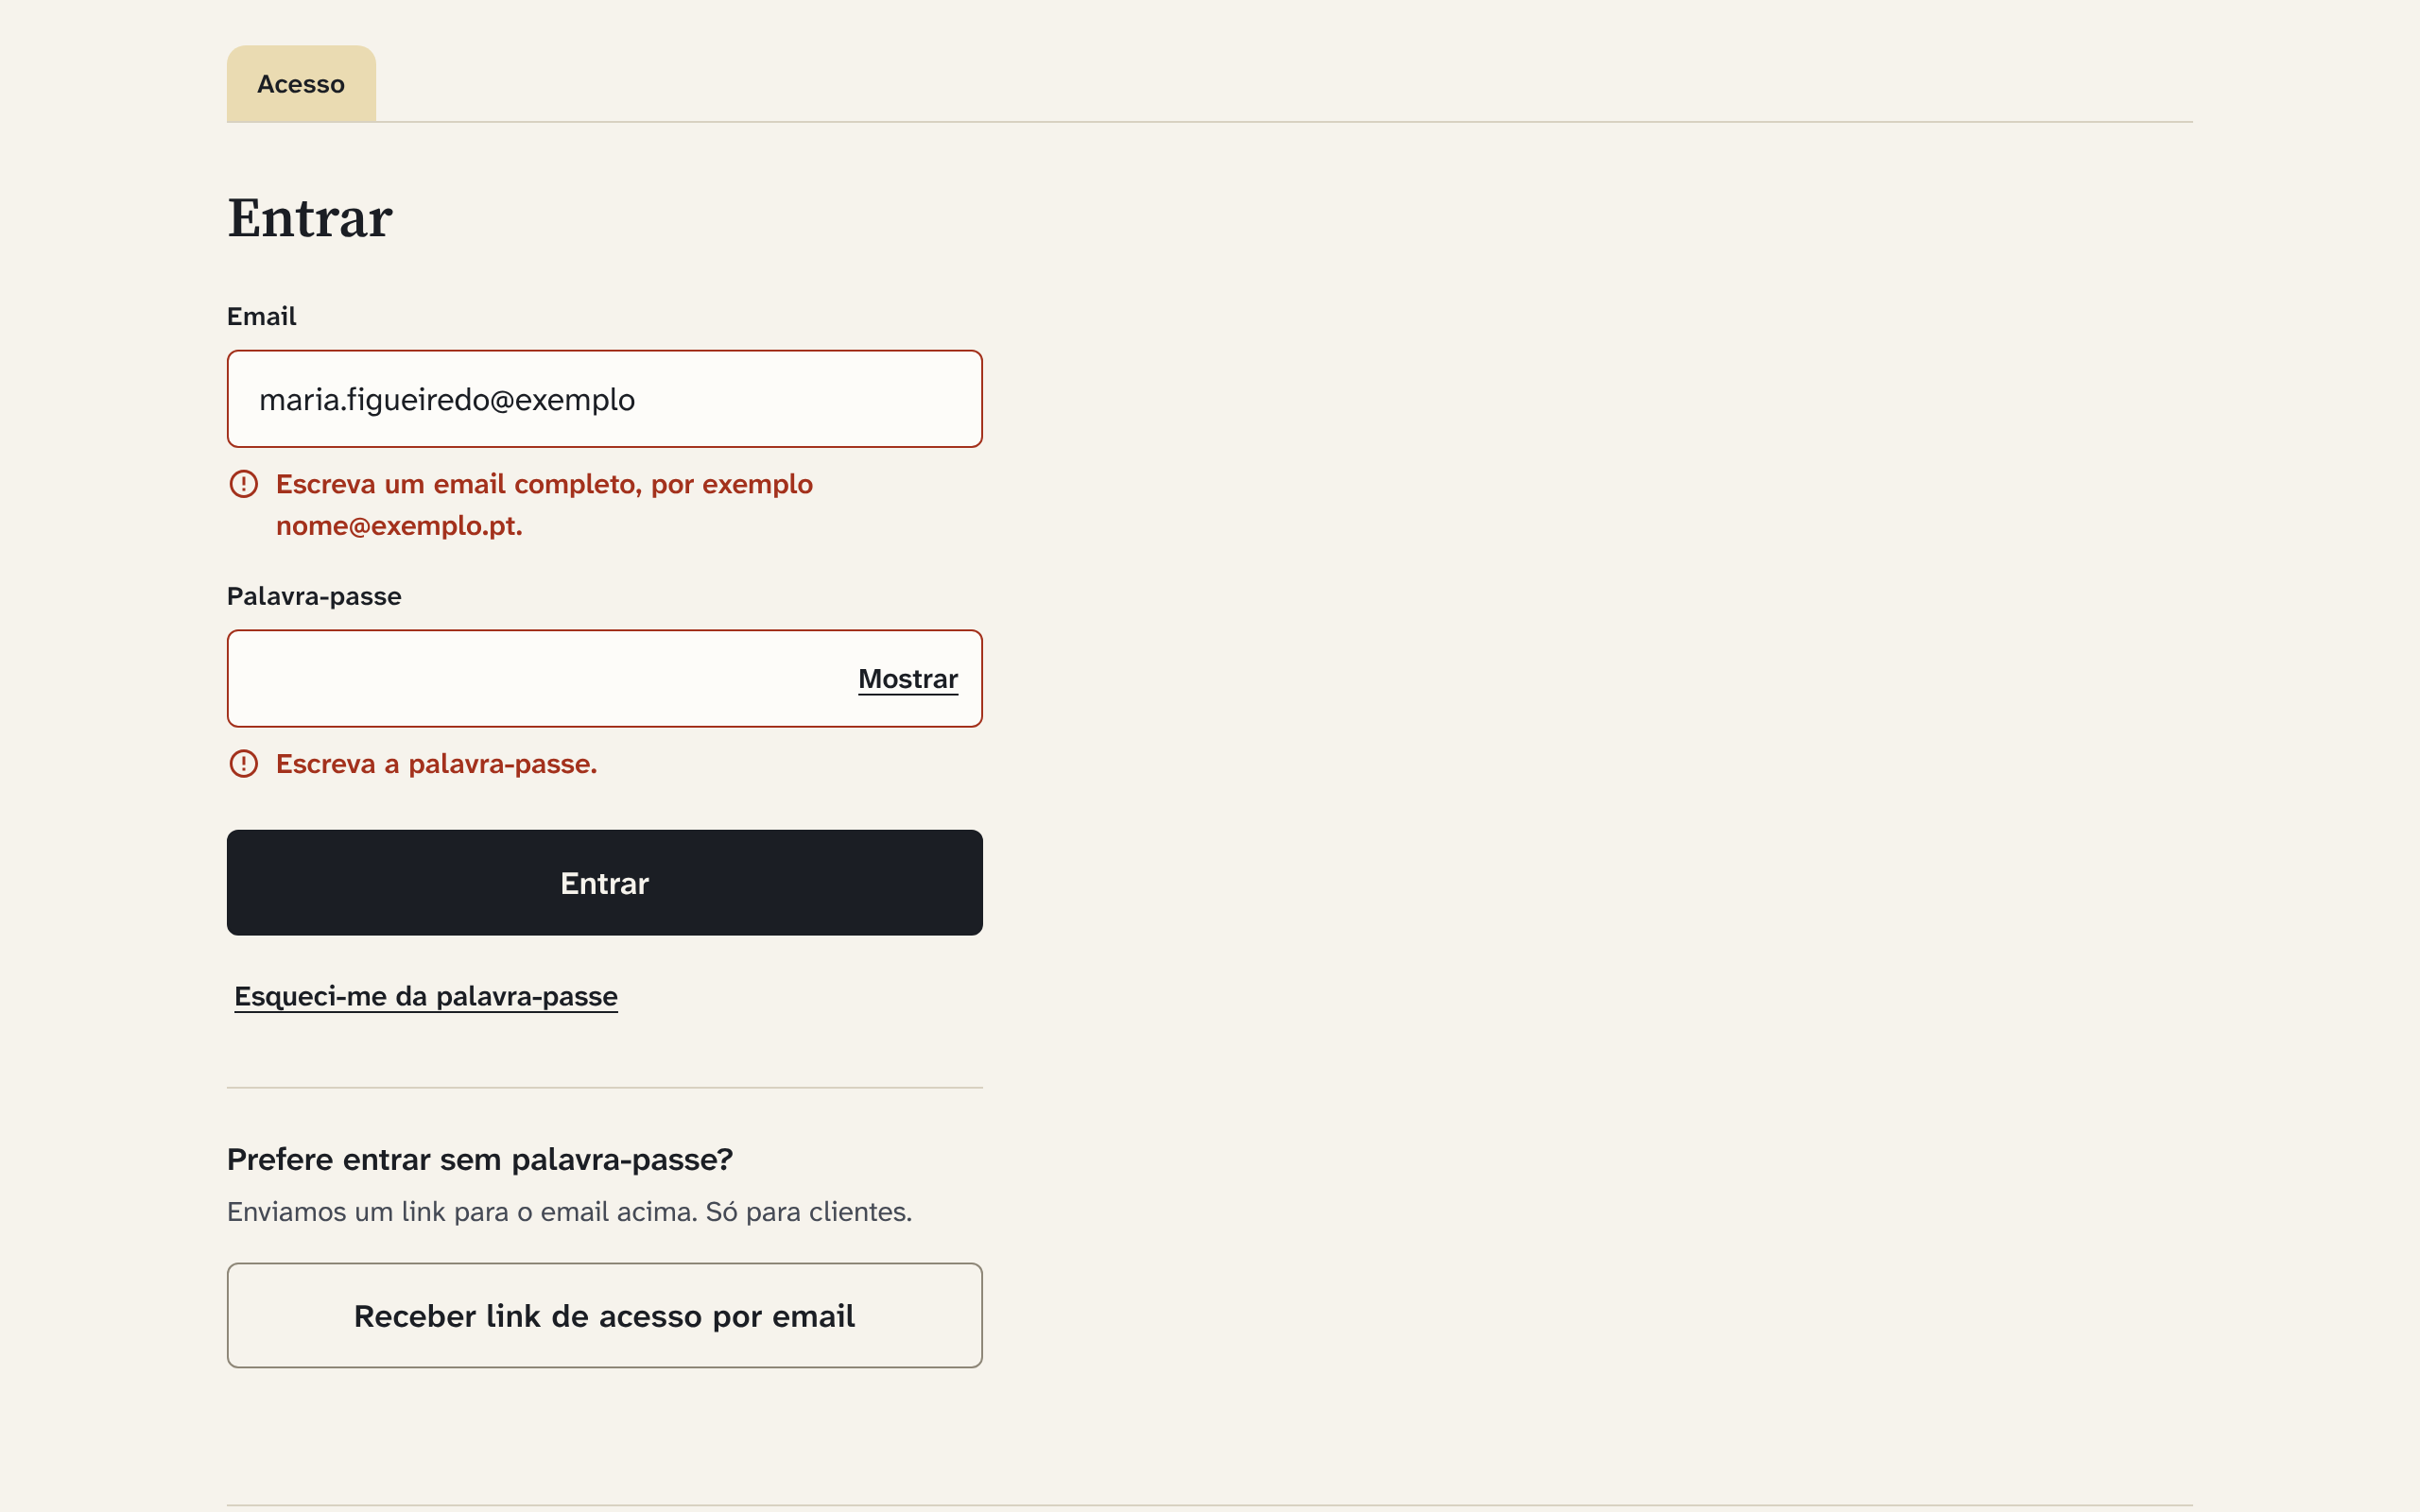 Acesso
Entrar
Email
maria.figueiredo@exemplo
Escreva um email completo, por exemplo
nome@exemplo.pt.
Palavra-passe
Mostrar
Escreva a palavra-passe.
Entrar
Esqueci-me da palavra-passe
Prefere entrar sem palavra-passe?
Enviamos um link para o email acima. Só para clientes.
Receber link de acesso por email